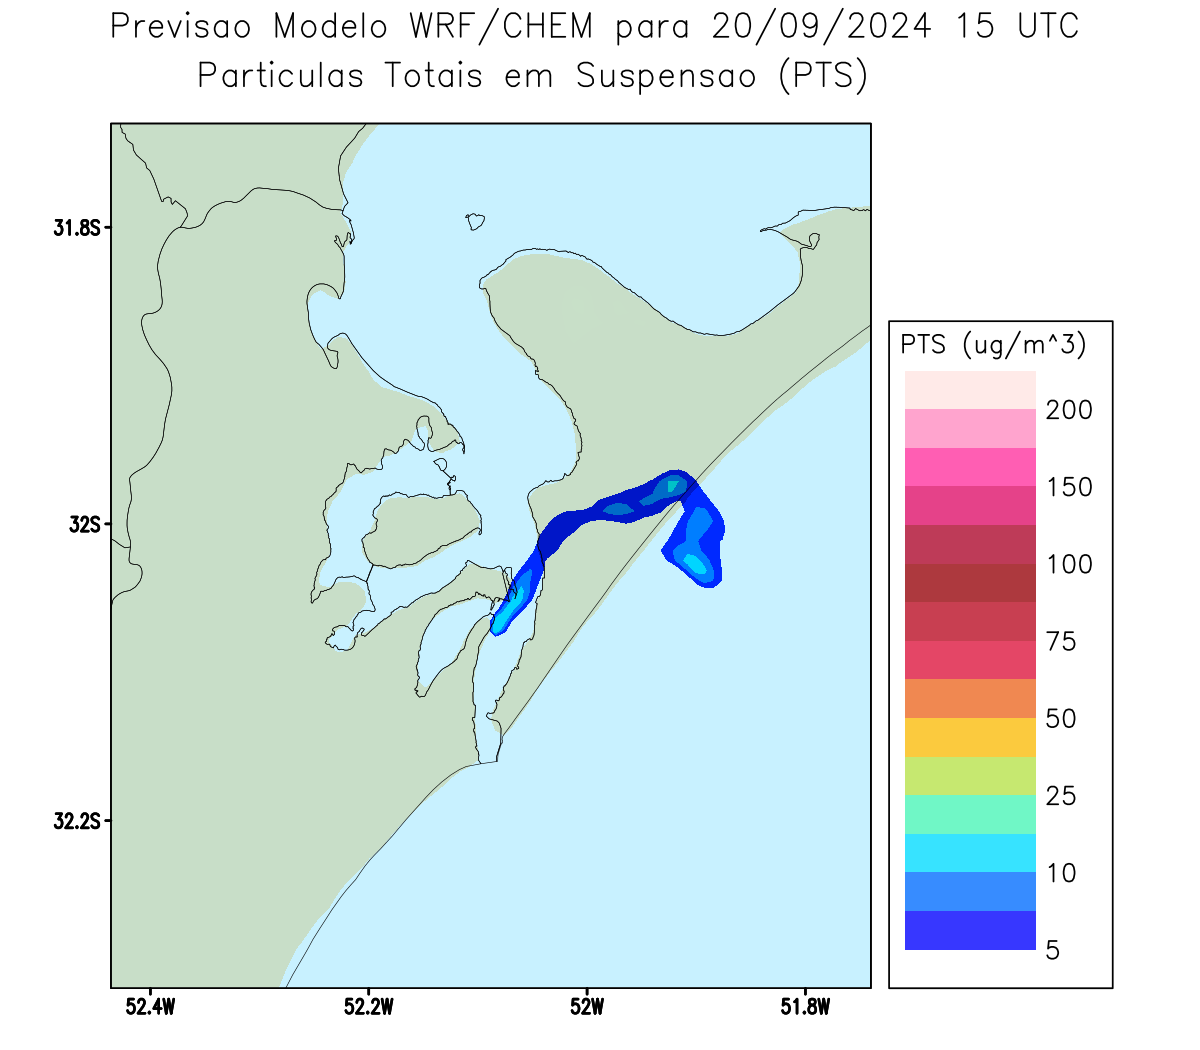 Previsao Modelo WRF/CHEM para 20/09/2024 15 UTC
Particulas Totais em Suspensao (PTS)
31.8S
32S
32.2S
52.4W
52.2W
52W
51.8W
PTS (ug/m^3)
200
150
100
75
50
25
10
5